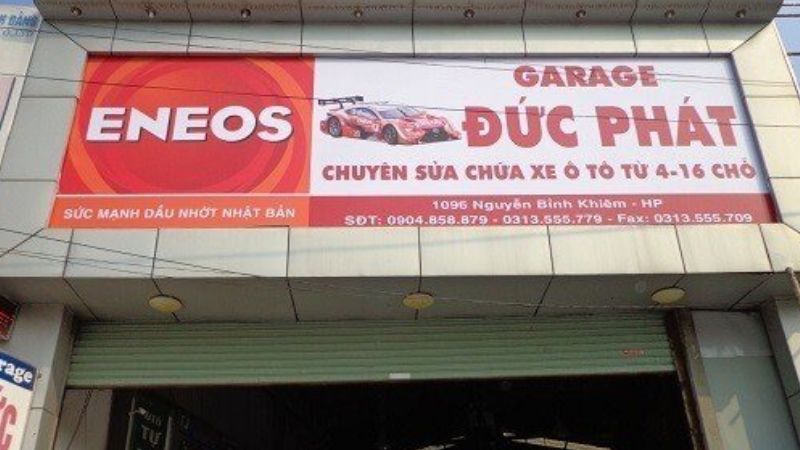 ENEOS
SỨC MẠNH DẦU NHỚT NHẬT BẢN
GARAGE
ĐỨC PHÁT
CHUYÊN SỬA CHỮA XE Ô TÔ TỪ 4-16 CHỖ
1096 Nguyễn Bỉnh Khiêm - HP
SĐT: 0904.858.879 - 0313.555.779 - Fax: 0313.555.709
TƯ